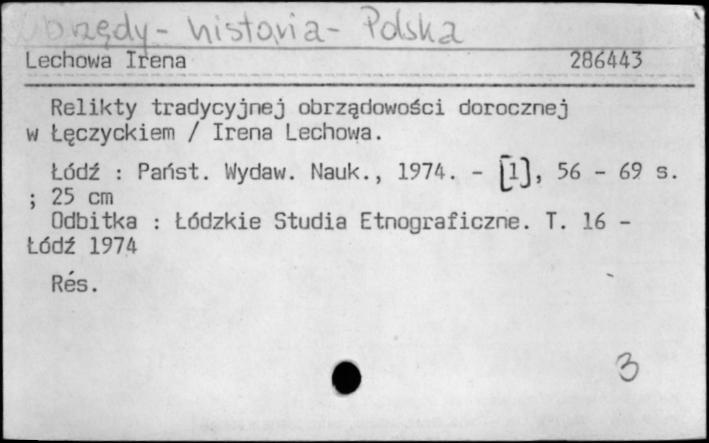 Obrzędy - historia - Polska
Lechowa Irena 286443
Relikty tradycyjnej obrządowości dorocznej
w Łęczyckiem / Irena Lechowa.
Łódź : Państ. Wydaw. Nauk., 1974. - [1], 56 - 69 s.
; 25 cm
Odbitka : Łódzkie Studia Etnograficzne. T. 16 -
Łódź 1974
Rés.
3